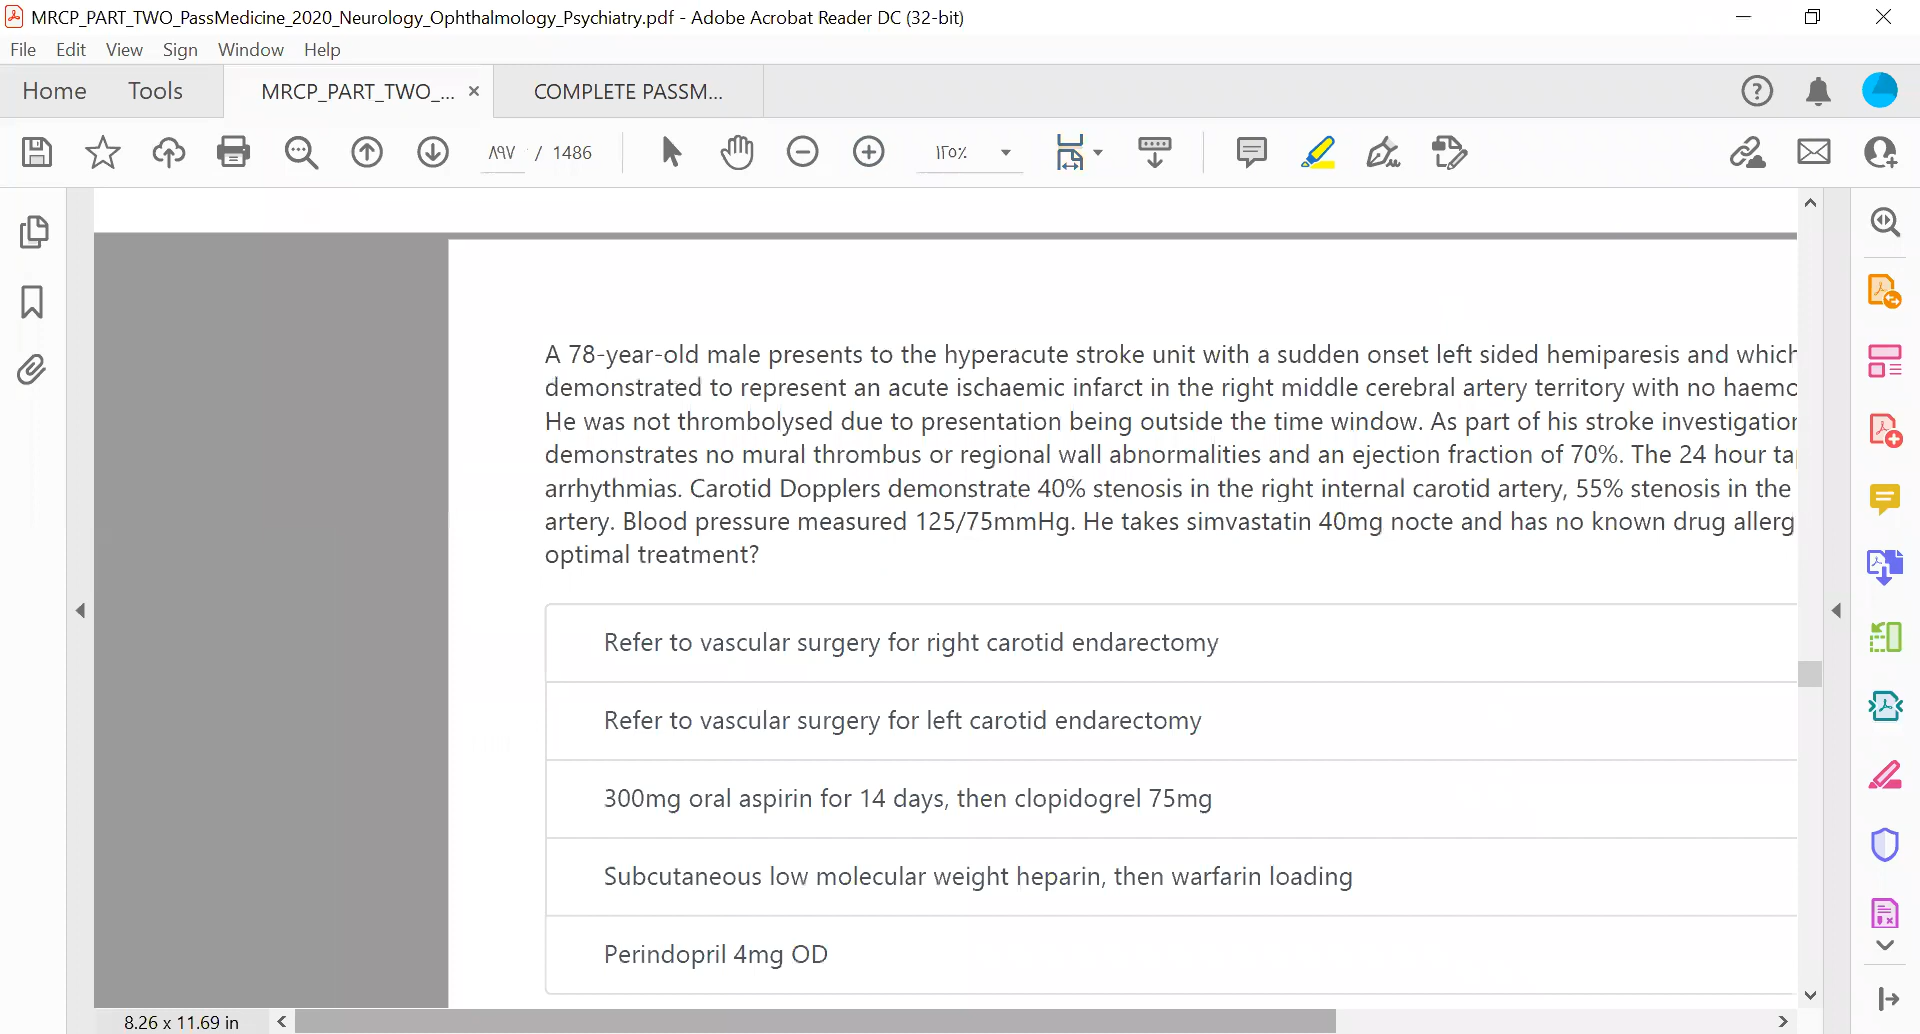 MRCP_PART_TWO_PassMedicine_2020_Neurology_Ophthalmology_Psychiatry.pdf - Adobe Acrobat Reader DC (32-bit)
File Edit View Sign Window Help
Home Tools MRCP_PART_TWO_... × COMPLETE PASSM...
٨٩٧ / 1486 ١٢٥٪
A 78-year-old male presents to the hyperacute stroke unit with a sudden onset left sided hemiparesis and which
demonstrated to represent an acute ischaemic infarct in the right middle cerebral artery territory with no haemo
He was not thrombolysed due to presentation being outside the time window. As part of his stroke investigation
demonstrates no mural thrombus or regional wall abnormalities and an ejection fraction of 70%. The 24 hour ta
arrhythmias. Carotid Dopplers demonstrate 40% stenosis in the right internal carotid artery, 55% stenosis in the
artery. Blood pressure measured 125/75mmHg. He takes simvastatin 40mg nocte and has no known drug allerg
optimal treatment?
Refer to vascular surgery for right carotid endarectomy
Refer to vascular surgery for left carotid endarectomy
300mg oral aspirin for 14 days, then clopidogrel 75mg
Subcutaneous low molecular weight heparin, then warfarin loading
Perindopril 4mg OD
8.26 x 11.69 in